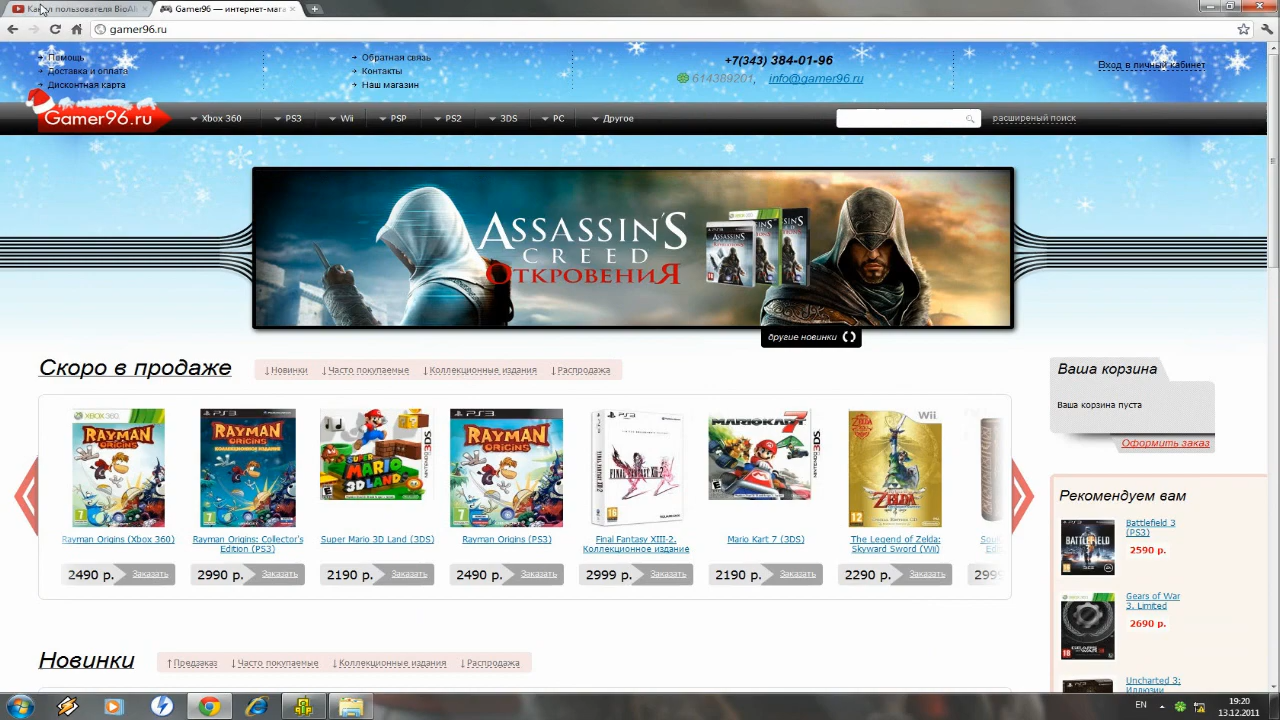 Канал пользователя BioAl
Gamer96 — интернет-мага
gamer96.ru
Помощь
Доставка и оплата
Дисконтная карта
Обратная связь
Контакты
Наш магазин
+7(343) 384-01-96
614389201, info@gamer96.ru
Вход в личный кабинет
Gamer96.ru
Xbox 360
PS3
Wii
PSP
PS2
3DS
PC
Другое
расширеный поиск
ASSASSIN'S
CREED
ОТКРОВЕНИЯ
другие новинки
Скоро в продаже
↓Новинки
↓Часто покупаемые
↓Коллекционные издания
↓Распродажа
Rayman Origins (Xbox 360)
2490 р.
Заказать
Rayman Origins: Collector's
Edition (PS3)
2990 р.
Заказать
Super Mario 3D Land (3DS)
2190 р.
Заказать
Rayman Origins (PS3)
2490 р.
Заказать
Final Fantasy XIII-2.
Коллекционное издание
2999 р.
Заказать
Mario Kart 7 (3DS)
2190 р.
Заказать
The Legend of Zelda:
Skyward Sword (Wii)
2290 р.
Заказать
2999
Ваша корзина
Ваша корзина пуста
Оформить заказ
Рекомендуем вам
Battlefield 3
(PS3)
2590 р.
Gears of War
3. Limited
2690 р.
Uncharted 3:
Иллюзии
Новинки
↑Предзаказ
↓Часто покупаемые
↓Коллекционные издания
↓Распродажа
EN
19:20
13.12.2011